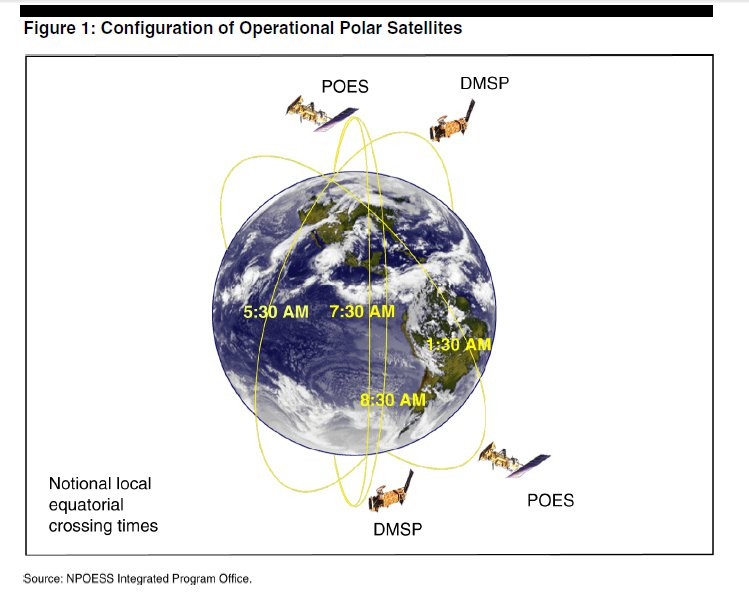 Figure 1: Configuration of Operational Polar Satellites
POES
DMSP
5:30 AM
7:30 AM
1:30 AM
8:30 AM
Notional local
equatorial
crossing times
POES
DMSP
Source: NPOESS Integrated Program Office.